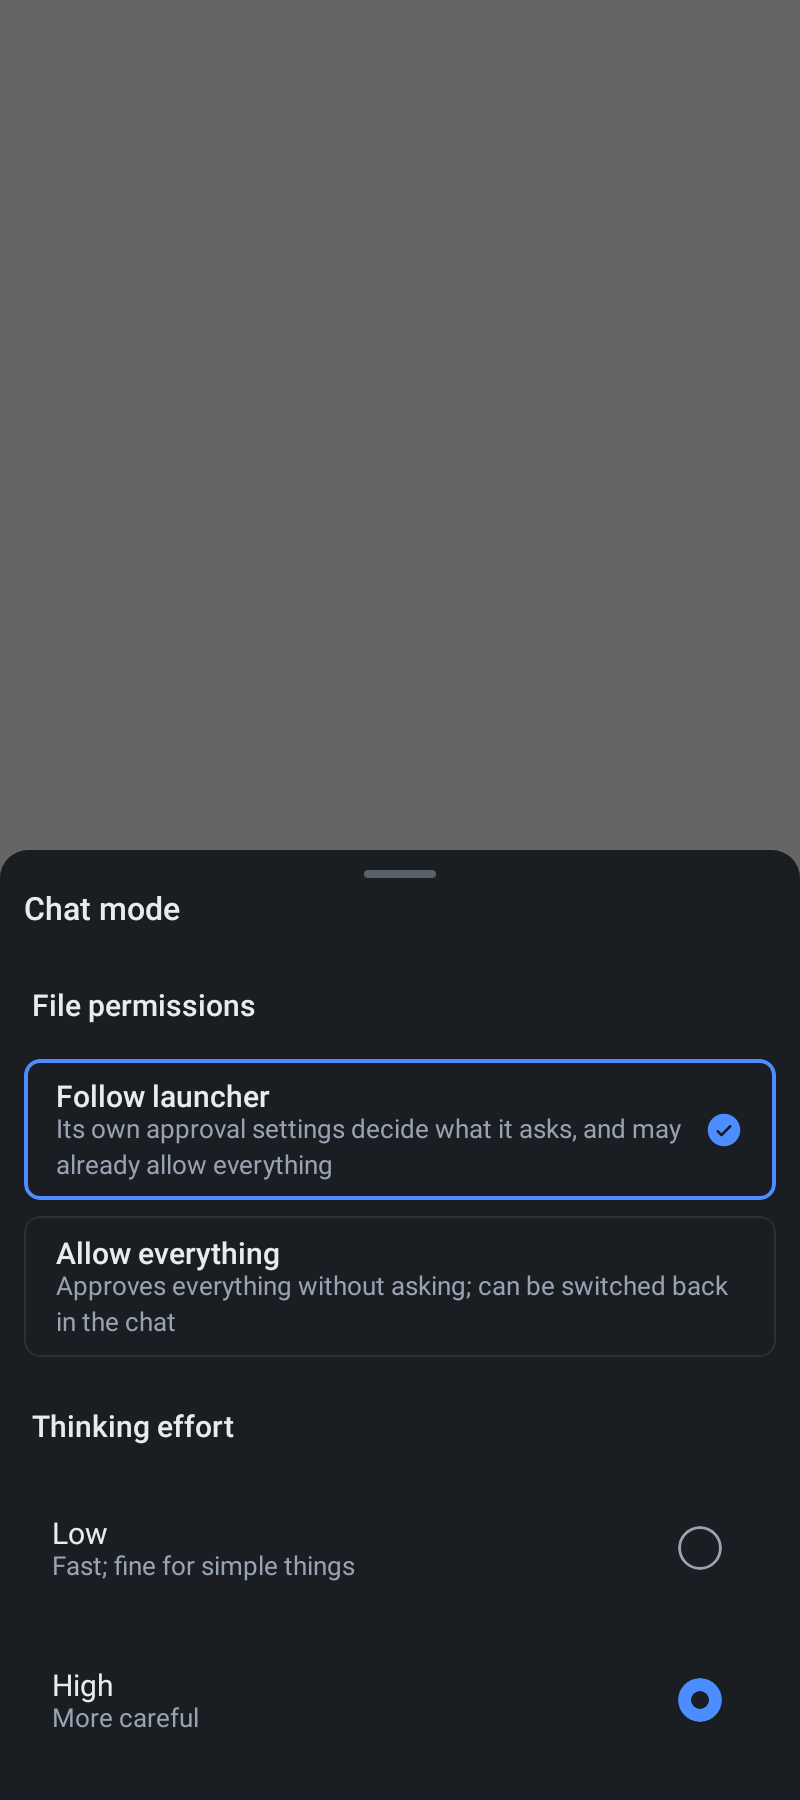 Chat mode
File permissions
Follow launcher
Its own approval settings decide what it asks, and may
already allow everything
Allow everything
Approves everything without asking; can be switched back
in the chat
Thinking effort
Low
Fast; fine for simple things
High
More careful